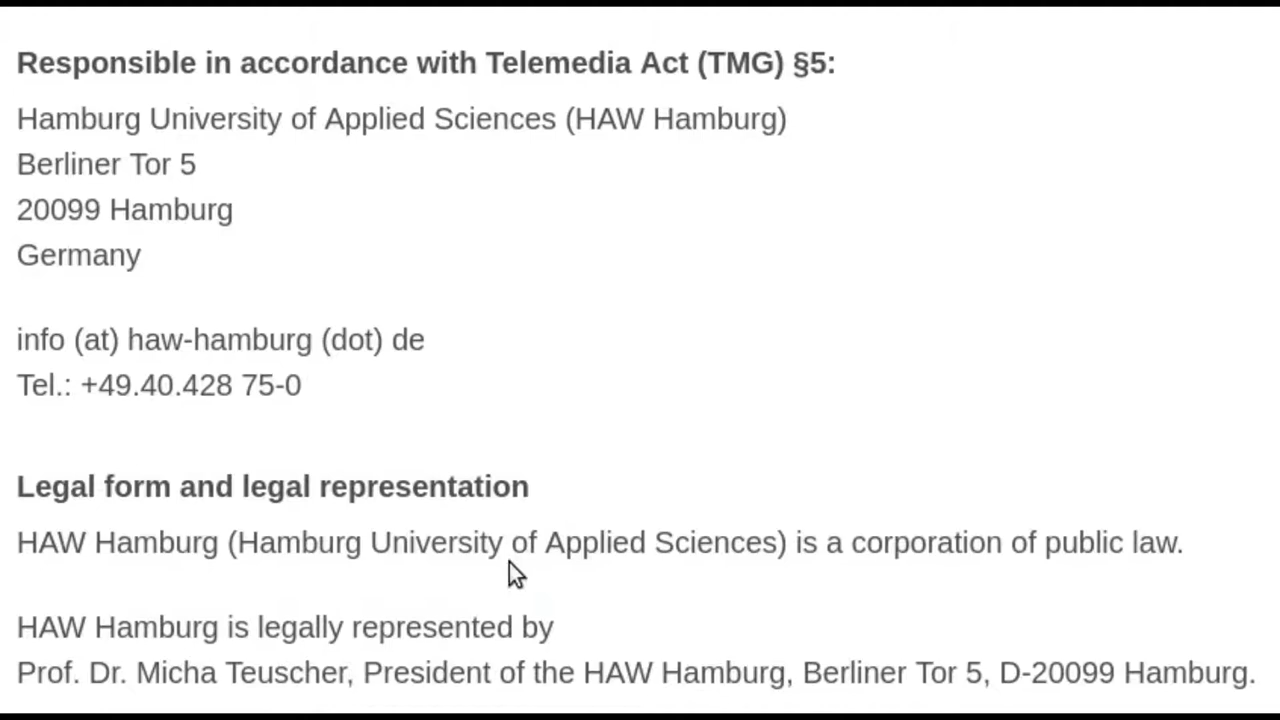 Responsible in accordance with Telemedia Act (TMG) §5:
Hamburg University of Applied Sciences (HAW Hamburg)
Berliner Tor 5
20099 Hamburg
Germany
info (at) haw-hamburg (dot) de
Tel.: +49.40.428 75-0
Legal form and legal representation
HAW Hamburg (Hamburg University of Applied Sciences) is a corporation of public law.
HAW Hamburg is legally represented by
Prof. Dr. Micha Teuscher, President of the HAW Hamburg, Berliner Tor 5, D-20099 Hamburg.